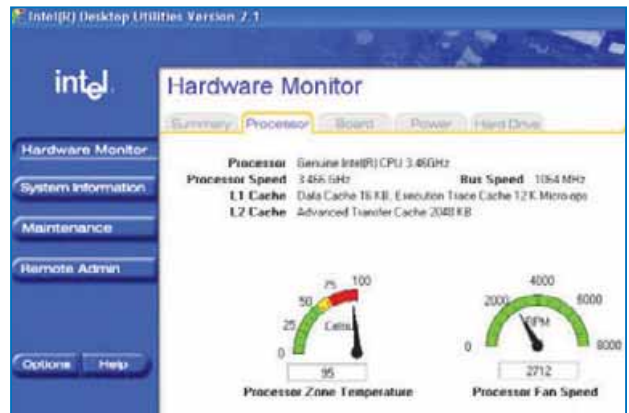 Intel(R) Desktop Utilities Version 2.1
intel
Hardware Monitor
Summary Processor Board Power Hard Drive
Hardware Monitor
System Information
Maintenance
Remote Admin
Options Help
Processor Genuine Intel(R) CPU 3.46GHz
Processor Speed 3.466 GHz Bus Speed 1064 MHz
L1 Cache Data Cache 16 KB, Execution Trace Cache 12 K Micro-ops
L2 Cache Advanced Transfer Cache 2048 KB
0 25 50 75 100
95
Processor Zone Temperature
0 2000 4000 6000 8000
RPM
2712
Processor Fan Speed